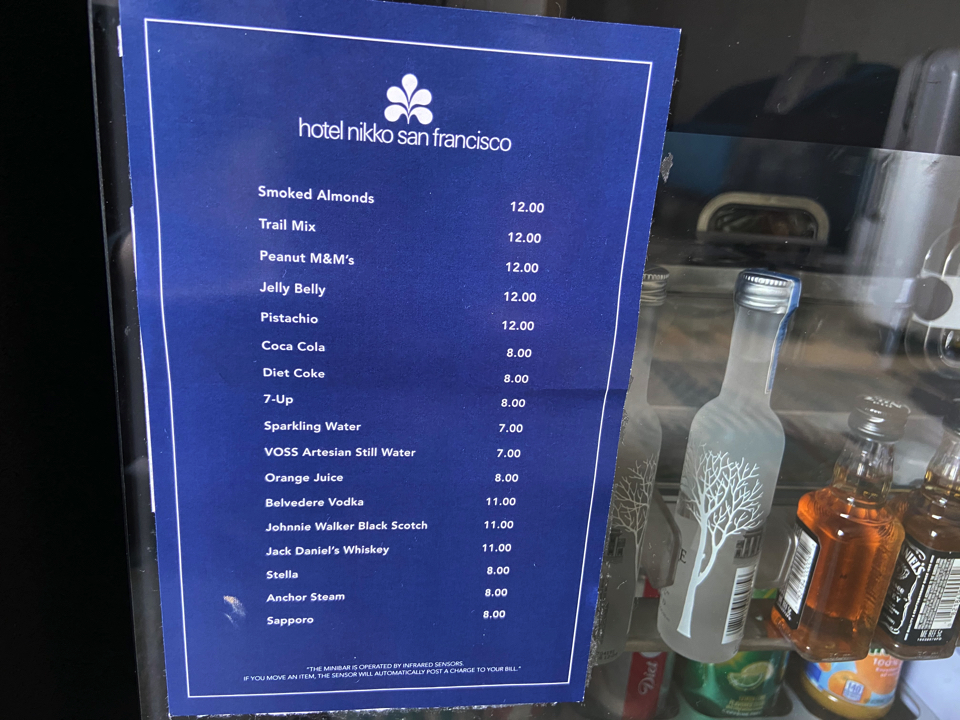 hotel nikko san francisco
Smoked Almonds 12.00
Trail Mix 12.00
Peanut M&M's 12.00
Jelly Belly 12.00
Pistachio 12.00
Coca Cola 8.00
Diet Coke 8.00
7-Up 8.00
Sparkling Water 7.00
VOSS Artesian Still Water 7.00
Orange Juice 8.00
Belvedere Vodka 11.00
Johnnie Walker Black Scotch 11.00
Jack Daniel's Whiskey 11.00
Stella 8.00
Anchor Steam 8.00
Sapporo 8.00
"THE MINIBAR IS OPERATED BY INFRARED SENSORS.
IF YOU MOVE AN ITEM, THE SENSOR WILL AUTOMATICALLY POST A CHARGE TO YOUR BILL."
100%
140